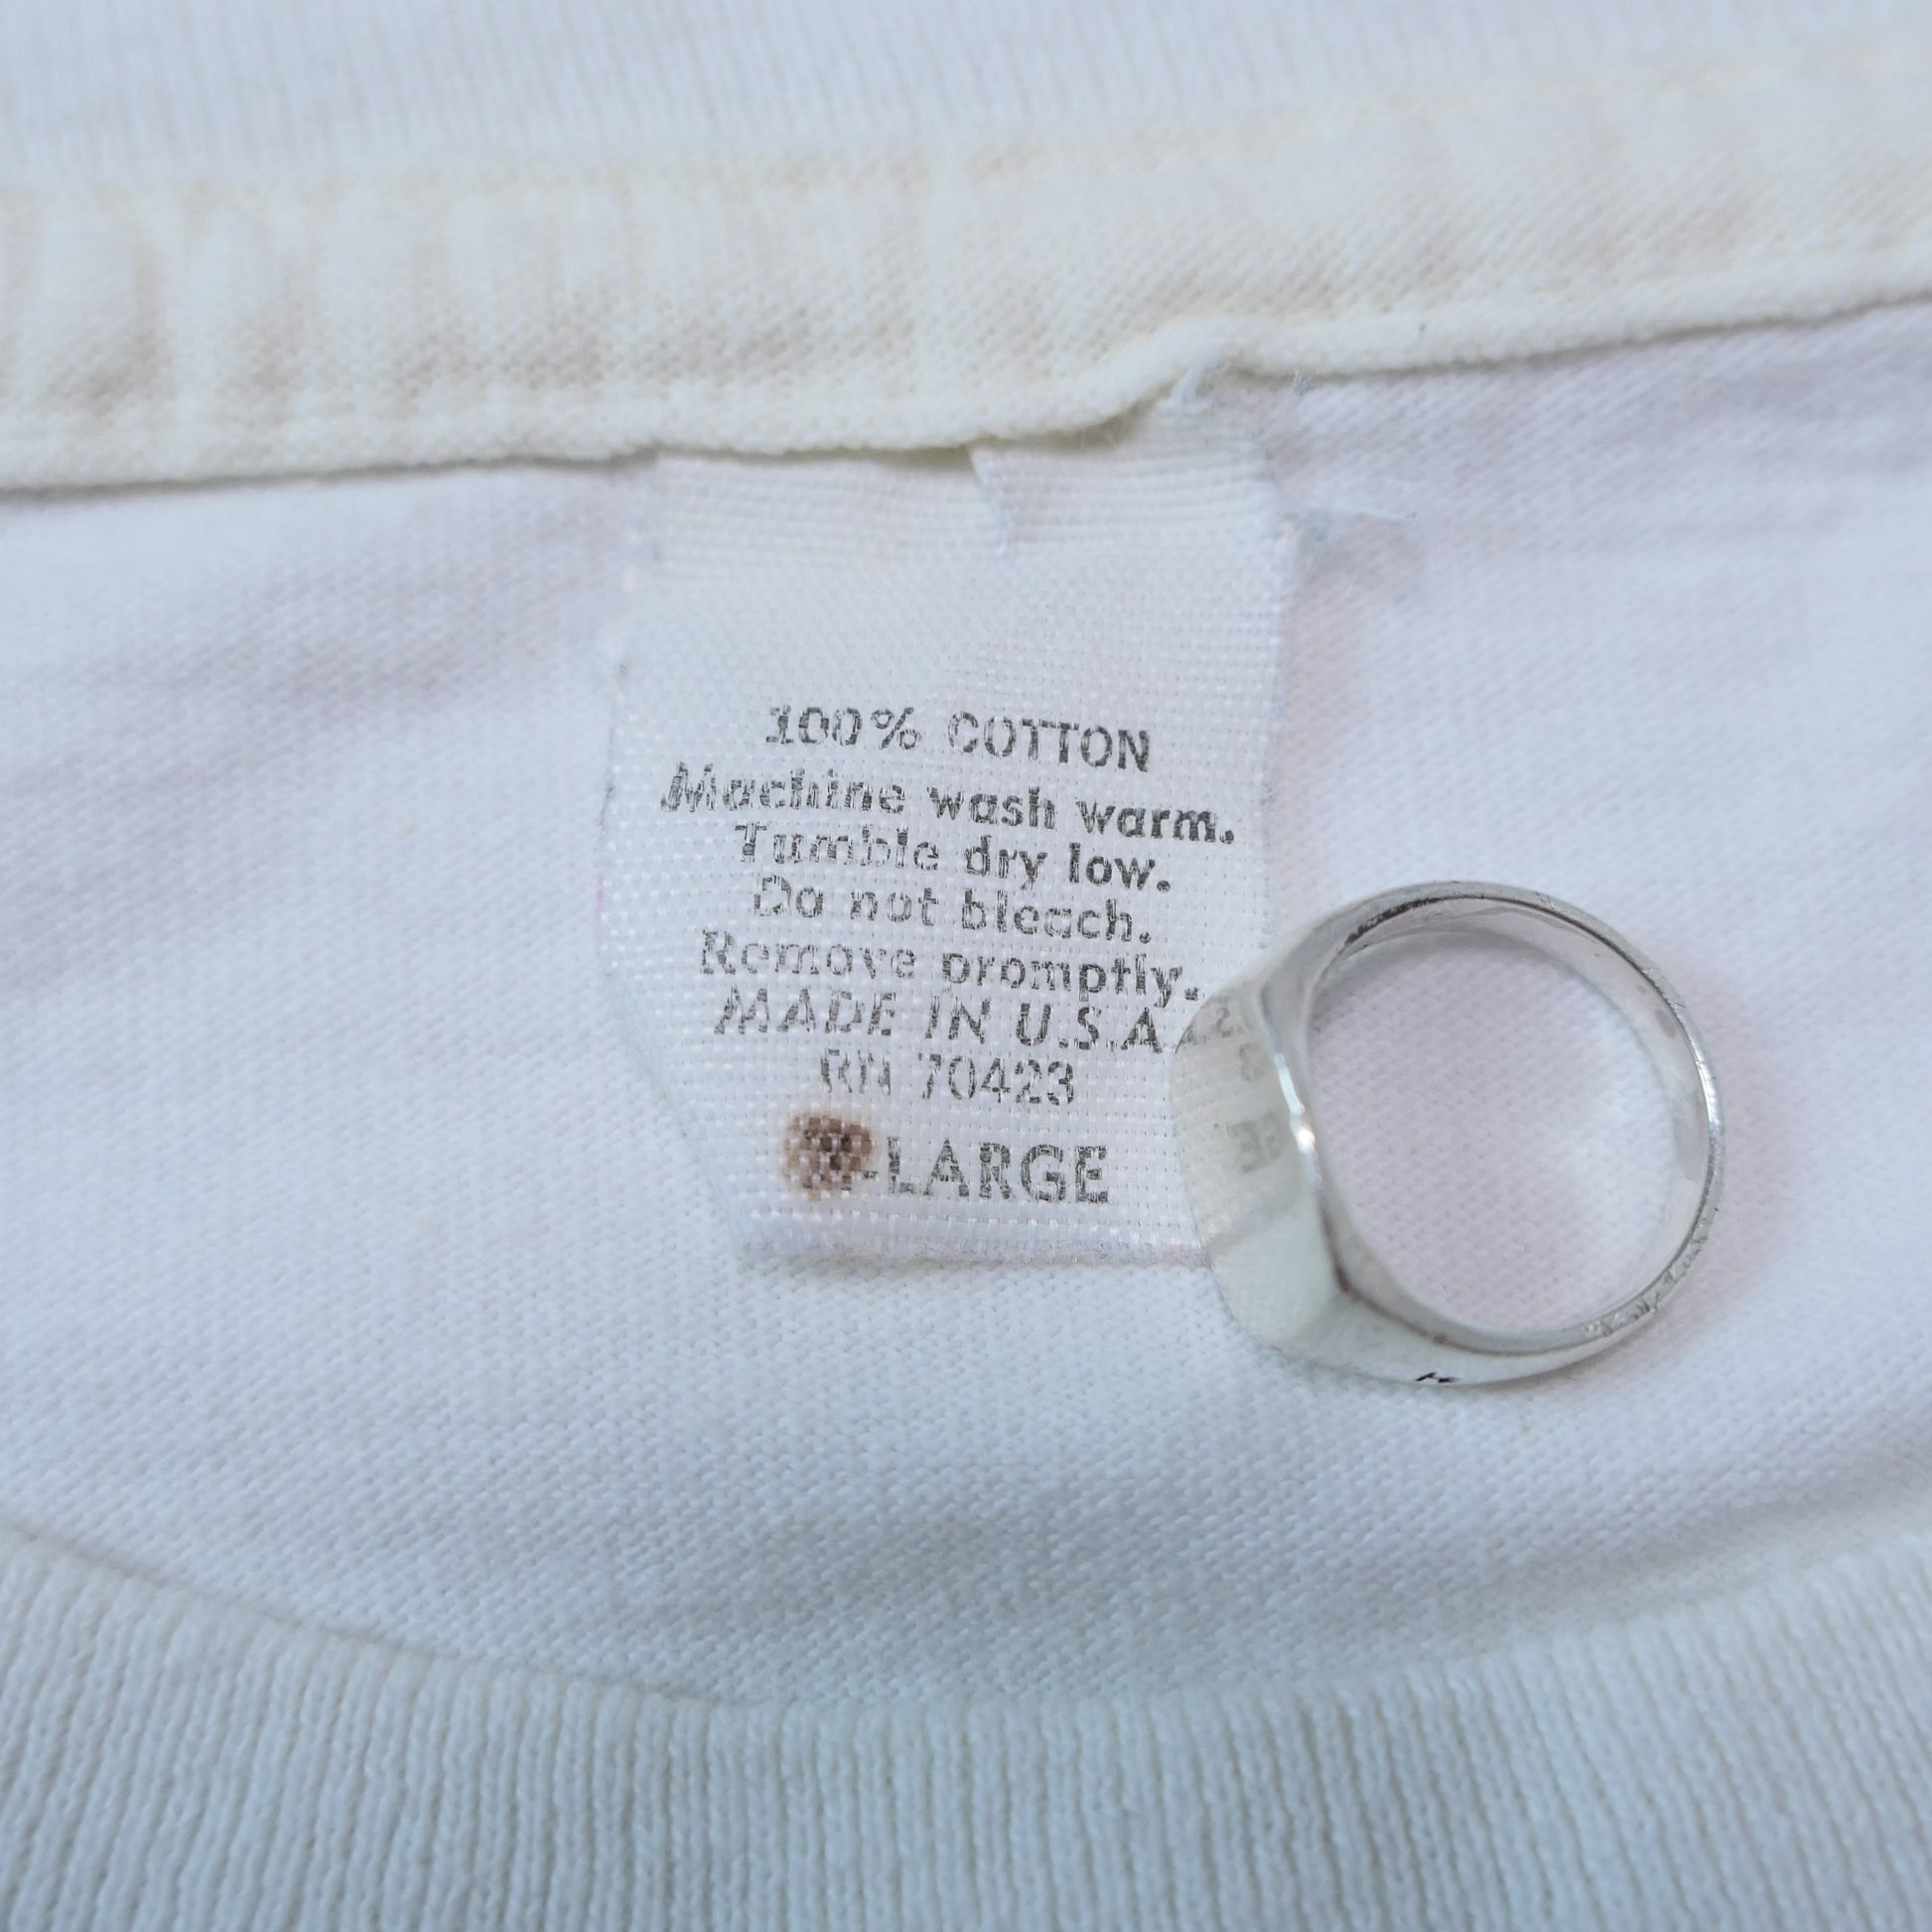 100% COTTON
Machine wash warm.
Tumble dry low.
Do not bleach.
Remove promptly.
MADE IN U.S.A
RN 70423
-LARGE